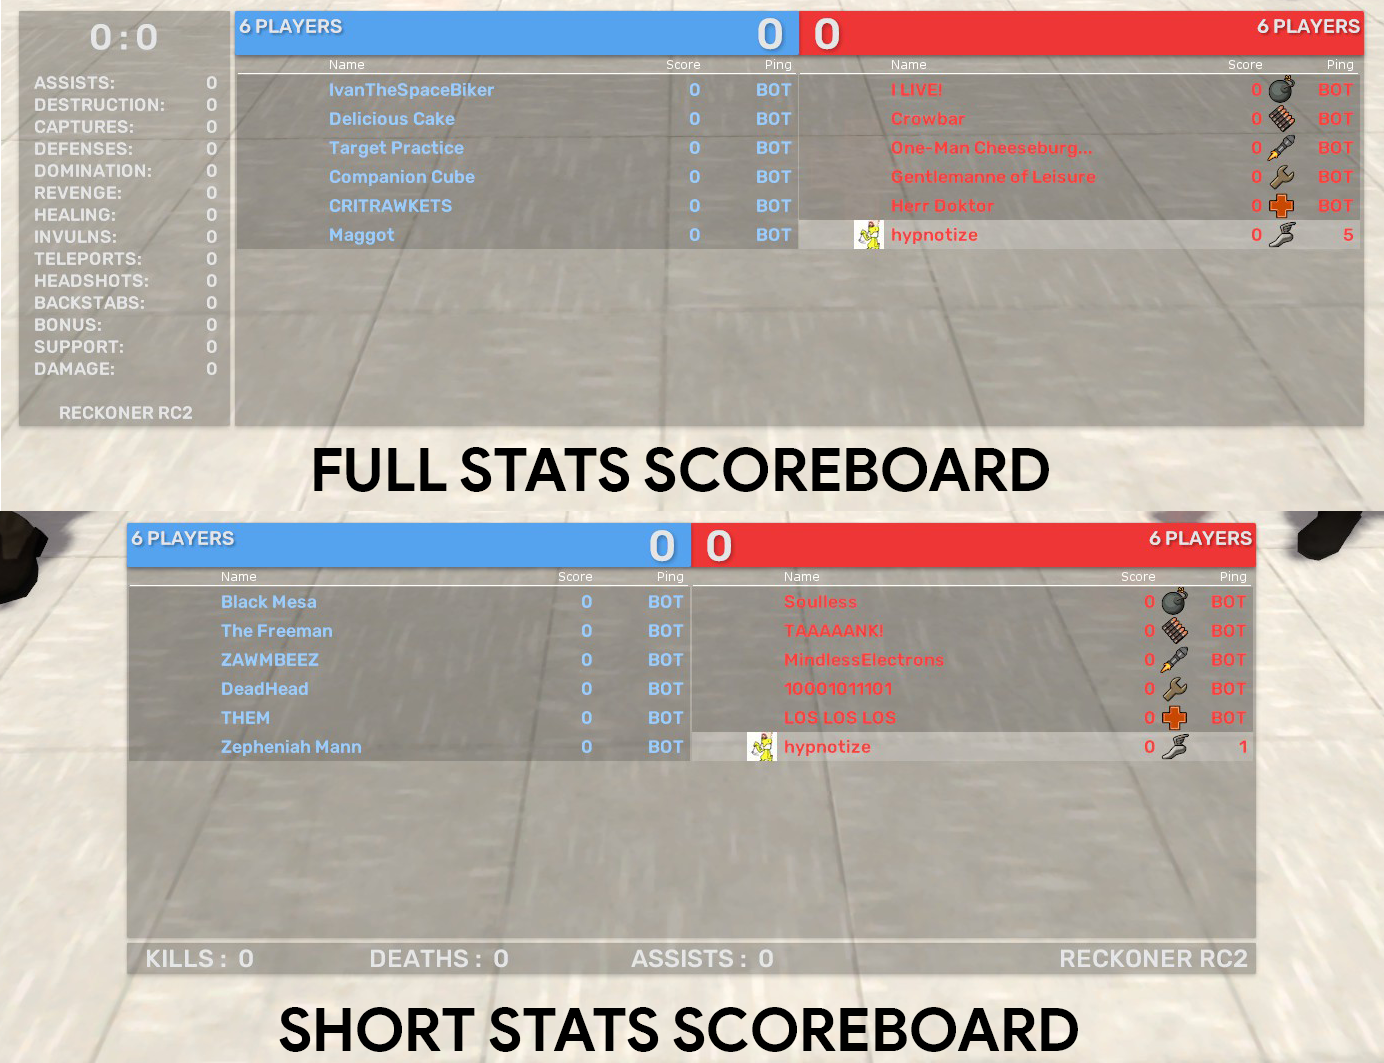 0 : 0
ASSISTS: 0
DESTRUCTION: 0
CAPTURES: 0
DEFENSES: 0
DOMINATION: 0
REVENGE: 0
HEALING: 0
INVULNS: 0
TELEPORTS: 0
HEADSHOTS: 0
BACKSTABS: 0
BONUS: 0
SUPPORT: 0
DAMAGE: 0
RECKONER RC2
6 PLAYERS 0
Name Score Ping
IvanTheSpaceBiker 0 BOT
Delicious Cake 0 BOT
Target Practice 0 BOT
Companion Cube 0 BOT
CRITRAWKETS 0 BOT
Maggot 0 BOT
0 6 PLAYERS
Name Score Ping
I LIVE! 0 BOT
Crowbar 0 BOT
One-Man Cheeseburg... 0 BOT
Gentlemanne of Leisure 0 BOT
Herr Doktor 0 BOT
hypnotize 0 5
FULL STATS SCOREBOARD
6 PLAYERS 0
Name Score Ping
Black Mesa 0 BOT
The Freeman 0 BOT
ZAWMBEEZ 0 BOT
DeadHead 0 BOT
THEM 0 BOT
Zepheniah Mann 0 BOT
0 6 PLAYERS
Name Score Ping
Soulless 0 BOT
TAAAAANK! 0 BOT
MindlessElectrons 0 BOT
10001011101 0 BOT
LOS LOS LOS 0 BOT
hypnotize 0 1
KILLS : 0 DEATHS : 0 ASSISTS : 0 RECKONER RC2
SHORT STATS SCOREBOARD